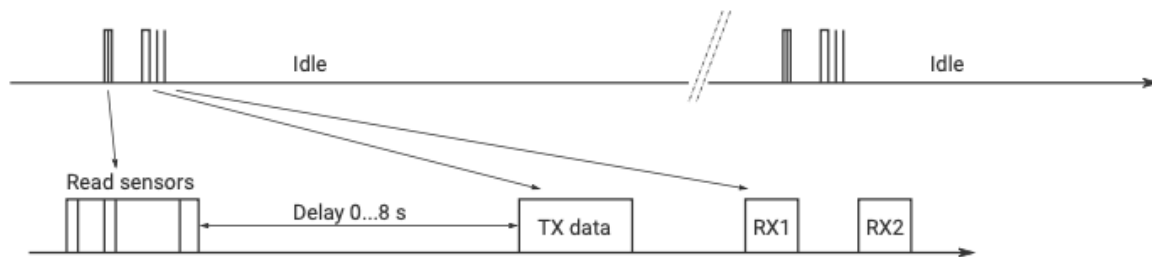 Idle
Idle
Read sensors
Delay 0...8 s
TX data
RX1
RX2